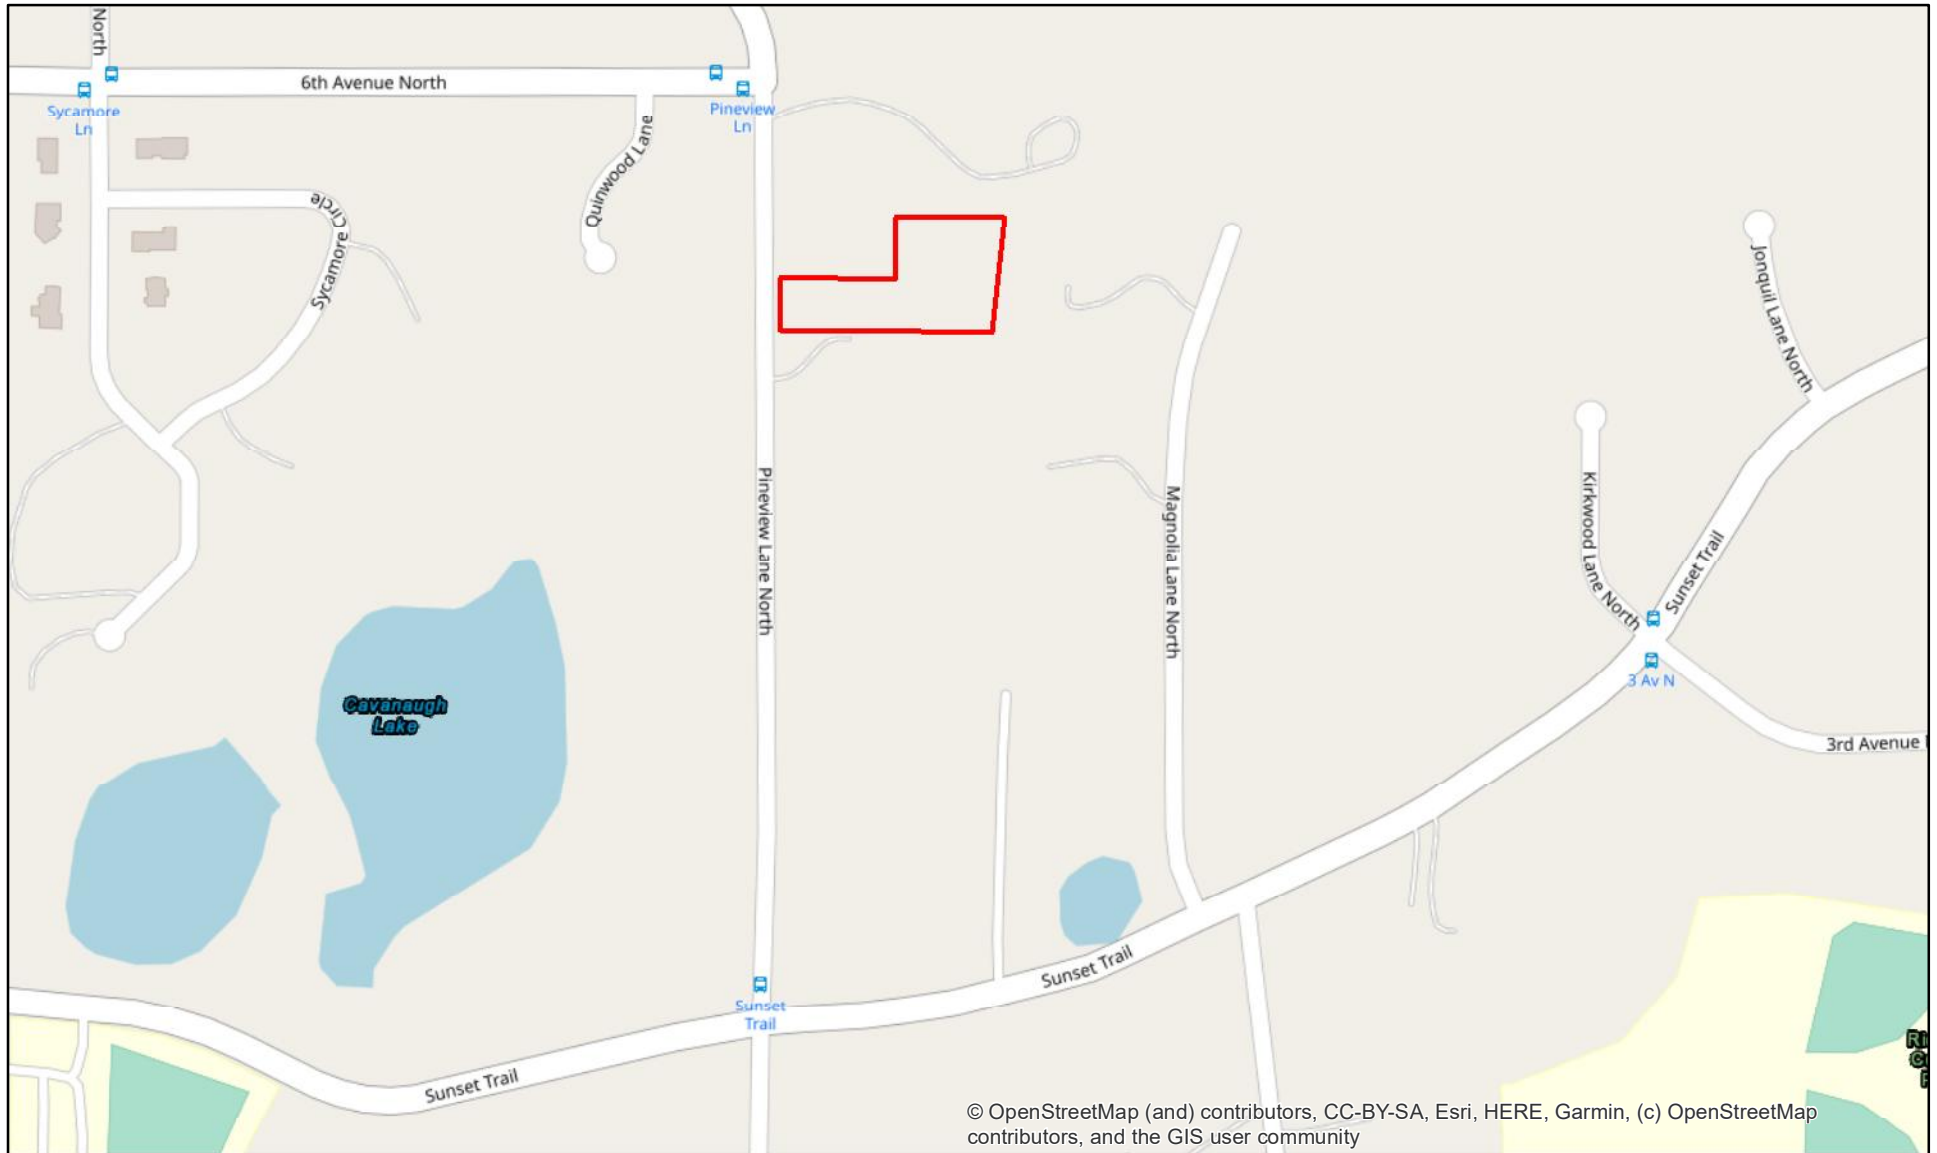 North
6th Avenue North
Sycamore
Ln
Pineview
Ln
Quinwood Lane
Sycamore Circle
Sycamore
Jonquil Lane North
Pineview Lane North
Magnolia Lane North
Kirkwood Lane North
Sunset Trail
3 Av N
Cavanaugh
Lake
3rd Avenue
Sunset Trail
Sunset
Trail
Sunset Trail
© OpenStreetMap (and) contributors, CC-BY-SA, Esri, HERE, Garmin, (c) OpenStreetMap
contributors, and the GIS user community